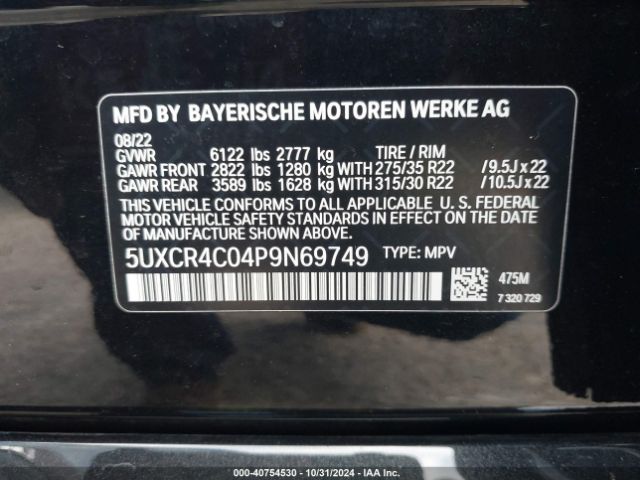 MFD BY BAYERISCHE MOTOREN WERKE AG
08/22
GVWR 6122 lbs 2777 kg TIRE / RIM
GAWR FRONT 2822 lbs 1280 kg WITH 275/35 R22 / 9.5J x 22
GAWR REAR 3589 lbs 1628 kg WITH 315/30 R22 / 10.5J x 22
THIS VEHICLE CONFORMS TO ALL APPLICABLE U. S. FEDERAL
MOTOR VEHICLE SAFETY STANDARDS IN EFFECT ON THE DATE
OF MANUFACTURE SHOWN ABOVE.
5UXCR4C04P9N69749 TYPE: MPV
475M
7 320 729
000-40754530 - 10/31/2024 - IAA Inc.